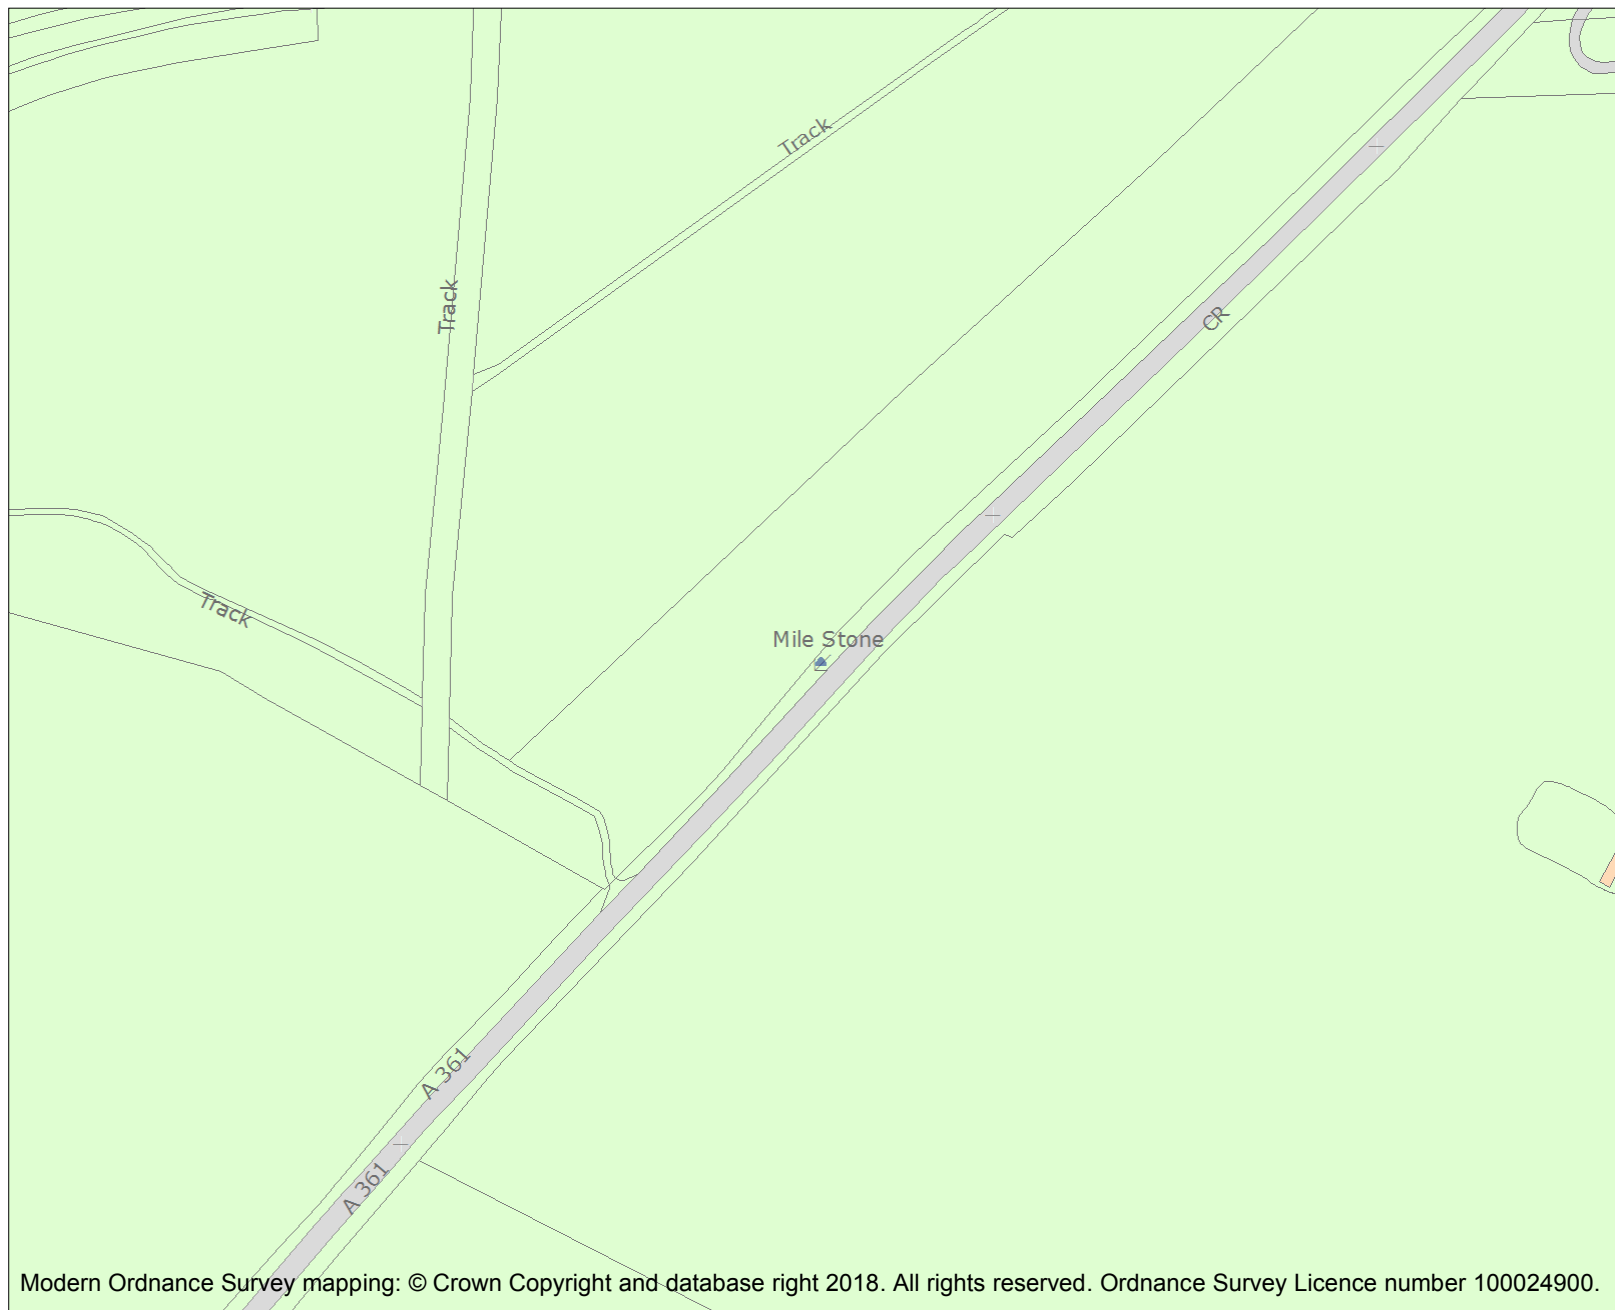 Track
Track
CR
Track
Mile Stone
A 361
A 361
Modern Ordnance Survey mapping: © Crown Copyright and database right 2018. All rights reserved. Ordnance Survey Licence number 100024900.